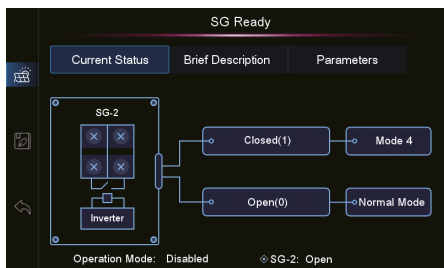 SG Ready
Current Status Brief Description Parameters
SG-2
Closed(1) Mode 4
Open(0) Normal Mode
Inverter
Operation Mode: Disabled SG-2: Open